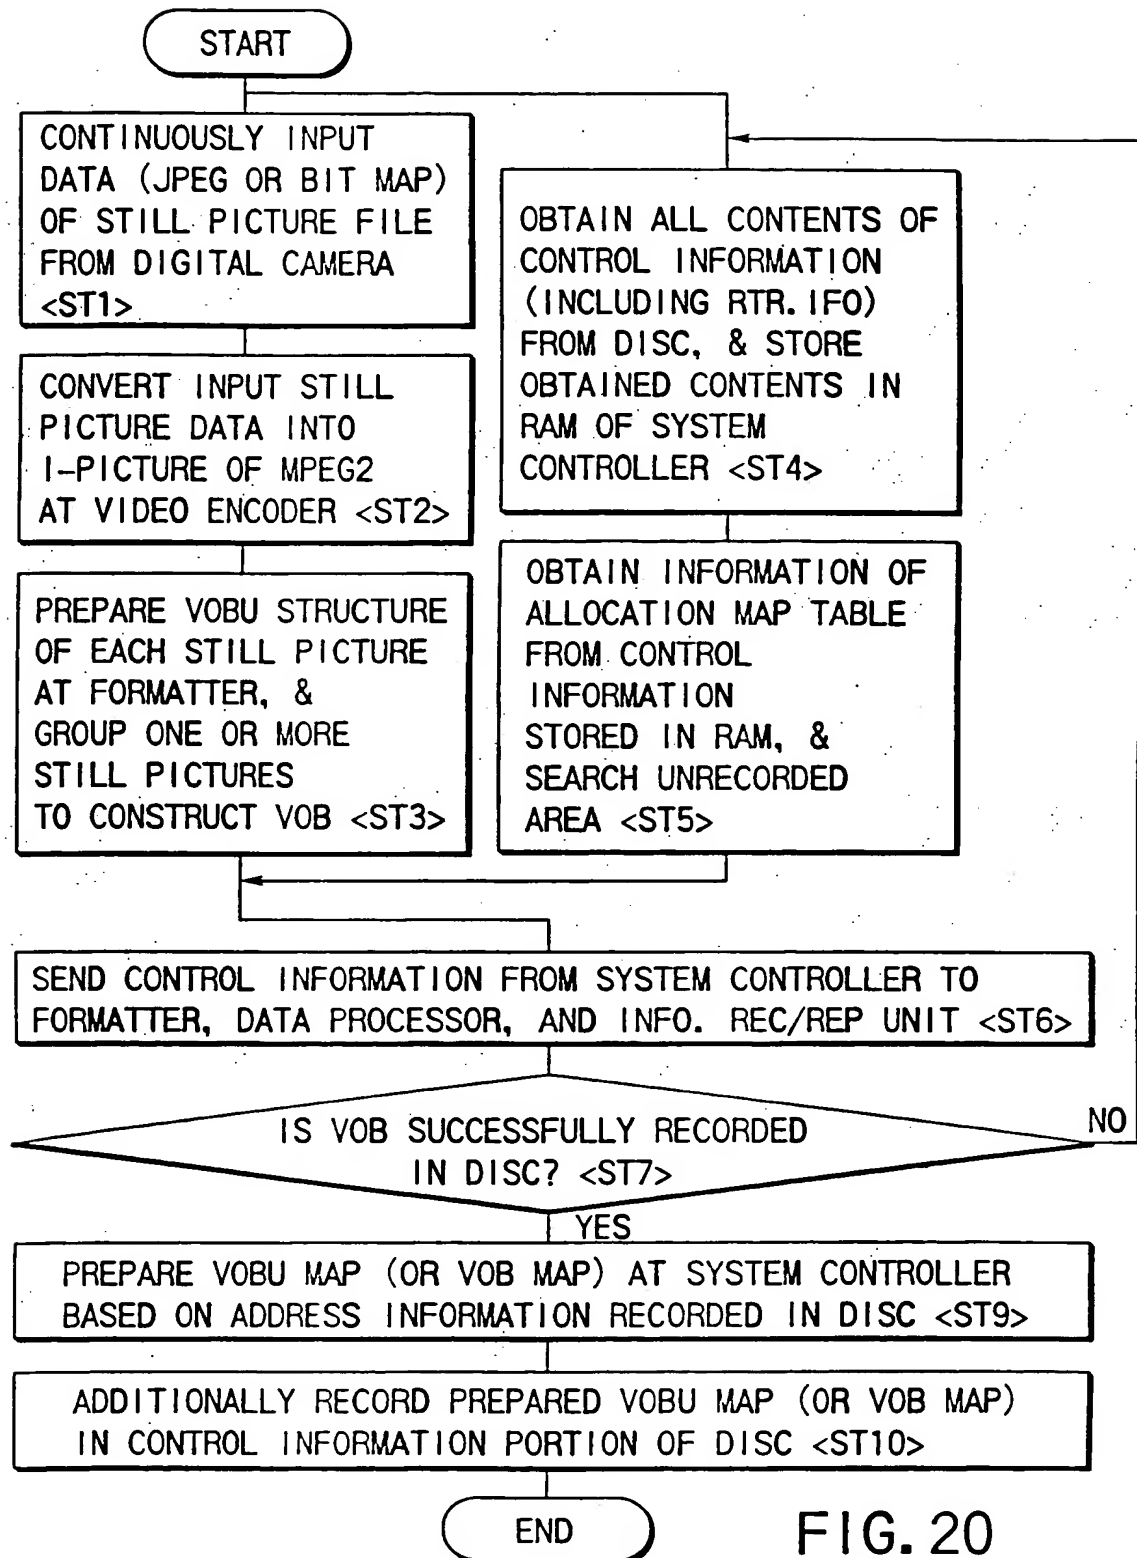 START
CONTINUOUSLY INPUT
DATA (JPEG OR BIT MAP)
OF STILL PICTURE FILE
FROM DIGITAL CAMERA
<ST1>
CONVERT INPUT STILL
PICTURE DATA INTO
I-PICTURE OF MPEG2
AT VIDEO ENCODER <ST2>
PREPARE VOBU STRUCTURE
OF EACH STILL PICTURE
AT FORMATTER, &
GROUP ONE OR MORE
STILL PICTURES
TO CONSTRUCT VOB <ST3>
OBTAIN ALL CONTENTS OF
CONTROL INFORMATION
(INCLUDING RTR.IFO)
FROM DISC, & STORE
OBTAINED CONTENTS IN
RAM OF SYSTEM
CONTROLLER <ST4>
OBTAIN INFORMATION OF
ALLOCATION MAP TABLE
FROM CONTROL
INFORMATION
STORED IN RAM, &
SEARCH UNRECORDED
AREA <ST5>
SEND CONTROL INFORMATION FROM SYSTEM CONTROLLER TO
FORMATTER, DATA PROCESSOR, AND INFO. REC/REP UNIT <ST6>
IS VOB SUCCESSFULLY RECORDED
IN DISC? <ST7>
NO
YES
PREPARE VOBU MAP (OR VOB MAP) AT SYSTEM CONTROLLER
BASED ON ADDRESS INFORMATION RECORDED IN DISC <ST9>
ADDITIONALLY RECORD PREPARED VOBU MAP (OR VOB MAP)
IN CONTROL INFORMATION PORTION OF DISC <ST10>
END
FIG. 20